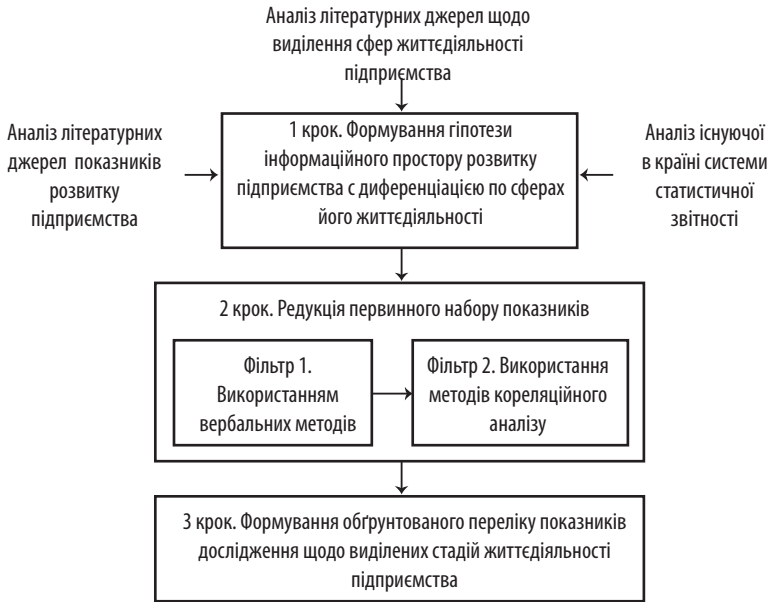 Аналіз літературних джерел щодо
виділення сфер життєдіяльності
підприємства
Аналіз літературних
джерел показників
розвитку
підприємства
1 крок. Формування гіпотези
інформаційного простору розвитку
підприємства с диференціацією по сферах
його життєдіяльності
Аналіз існуючої
в країні системи
статистичної
звітності
2 крок. Редукція первинного набору показників
Фільтр 1.
Використанням
вербальних методів
Фільтр 2. Використання
методів кореляційного
аналізу
3 крок. Формування обґрунтованого переліку показників
дослідження щодо виділених стадій життєдіяльності
підприємства